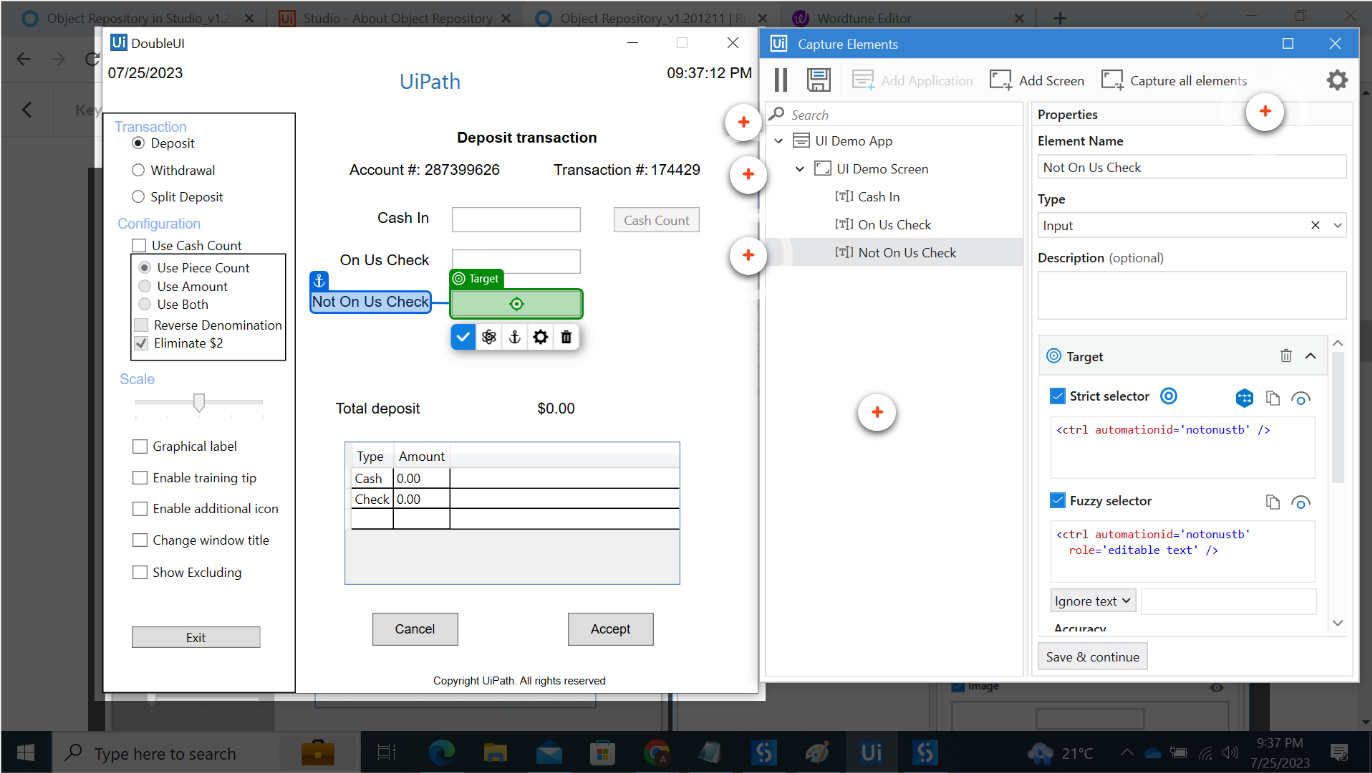 Object Repository in Studio_v1.2
Studio - About Object Repository
Object Repository_v1.201211 | Ri
Wordtune Editor
Ui DoubleUI
07/25/2023
UiPath
09:37:12 PM
Key
Transaction
Deposit
Withdrawal
Split Deposit
Configuration
Use Cash Count
Use Piece Count
Use Amount
Use Both
Reverse Denomination
Eliminate $2
Scale
Graphical label
Enable training tip
Enable additional icon
Change window title
Show Excluding
Exit
Deposit transaction
Account #: 287399626
Transaction #: 174429
Cash In
Cash Count
On Us Check
Target
Not On Us Check
Total deposit
$0.00
Type Amount
Cash 0.00
Check 0.00
Cancel
Accept
Copyright UiPath. All rights reserved
Ui Capture Elements
Add Application
Add Screen
Capture all elements
Search
UI Demo App
UI Demo Screen
[T] Cash In
[T] On Us Check
[T] Not On Us Check
Properties
Element Name
Not On Us Check
Type
Input
Description (optional)
Target
Strict selector
<ctrl automationid='notonustb' />
Fuzzy selector
<ctrl automationid='notonustb'
role='editable text' />
Ignore text
Accuracy
Save & continue
Image
Type here to search
Ui
21°C
9:37 PM
7/25/2023